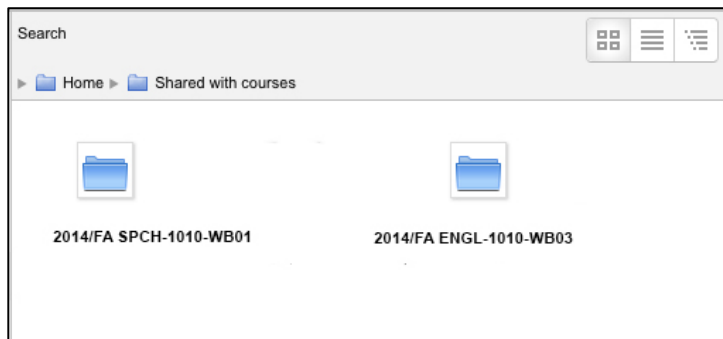 Search
Home Shared with courses
2014/FA SPCH-1010-WB01 2014/FA ENGL-1010-WB03